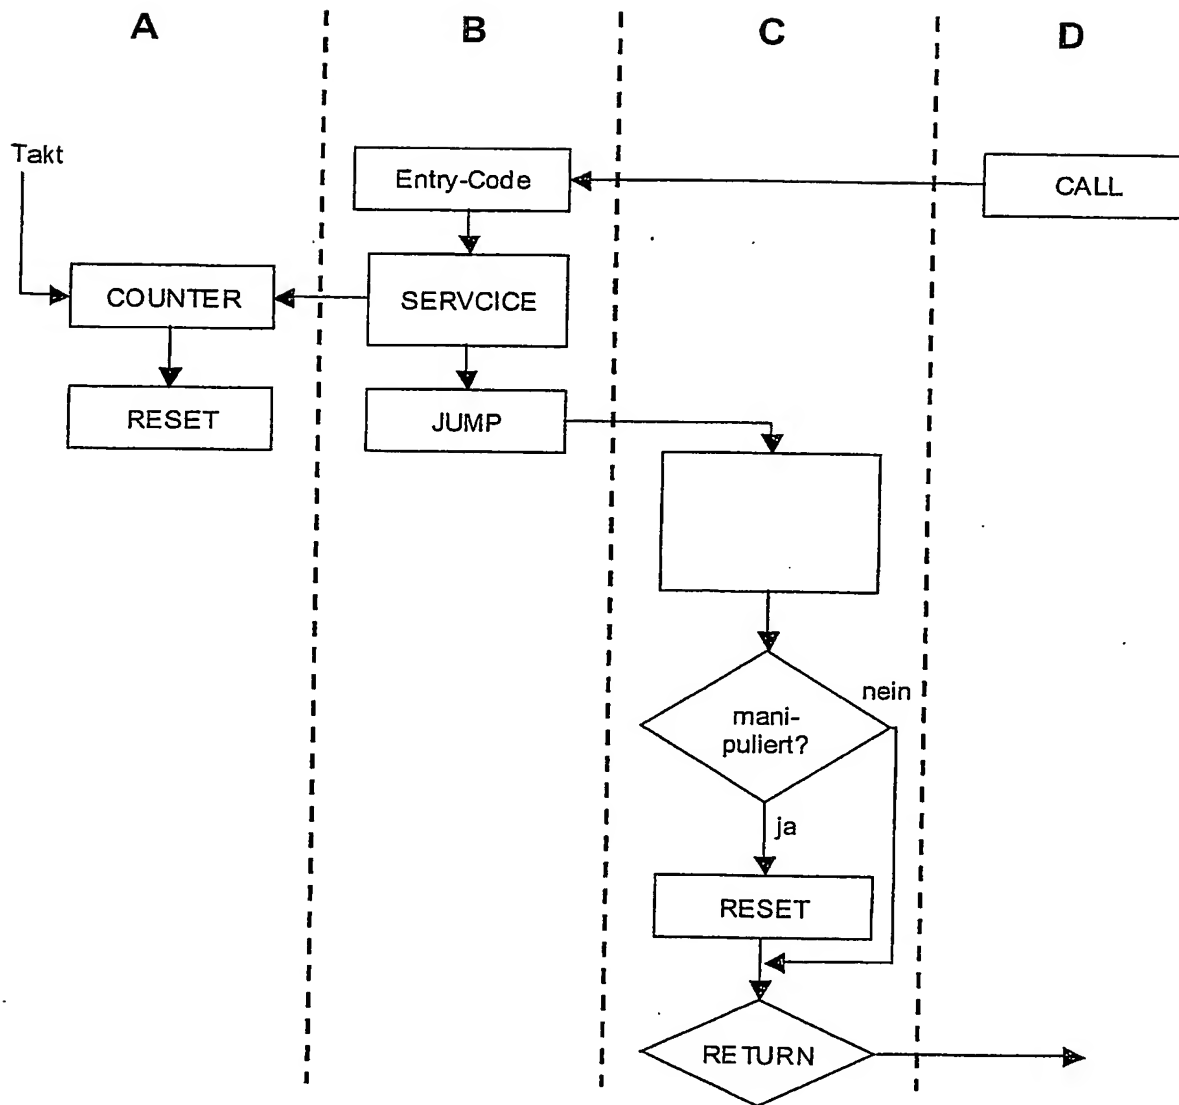 A
B
C
D
Takt
Entry-Code
CALL
COUNTER
SERVCICE
RESET
JUMP
nein
mani-
puliert?
ja
RESET
RETURN